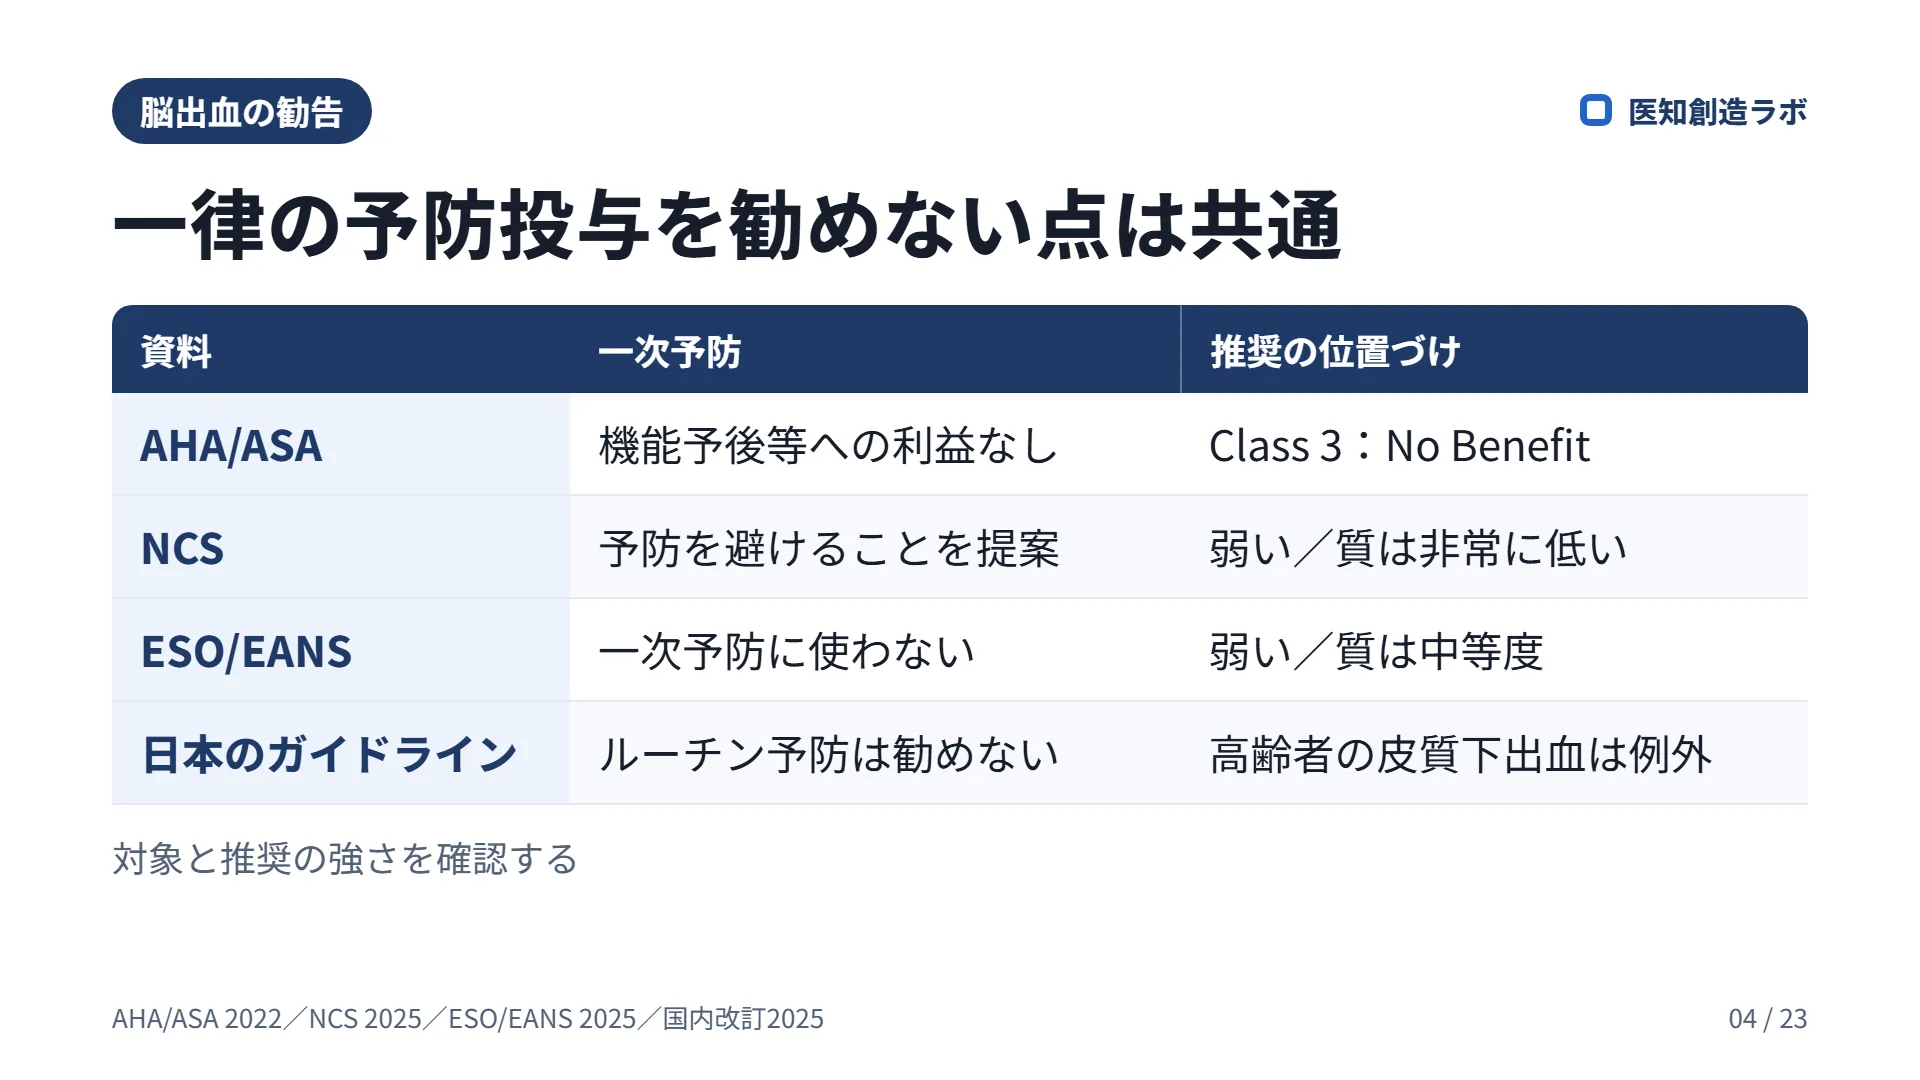 脳出血の勧告
医知創造ラボ
一律の予防投与を勧めない点は共通
資料 一次予防 推奨の位置づけ
AHA/ASA 機能予後等への利益なし Class 3：No Benefit
NCS 予防を避けることを提案 弱い／質は非常に低い
ESO/EANS 一次予防に使わない 弱い／質は中等度
日本のガイドライン ルーチン予防は勧めない 高齢者の皮質下出血は例外
対象と推奨の強さを確認する
AHA/ASA 2022／NCS 2025／ESO/EANS 2025／国内改訂2025
04 / 23